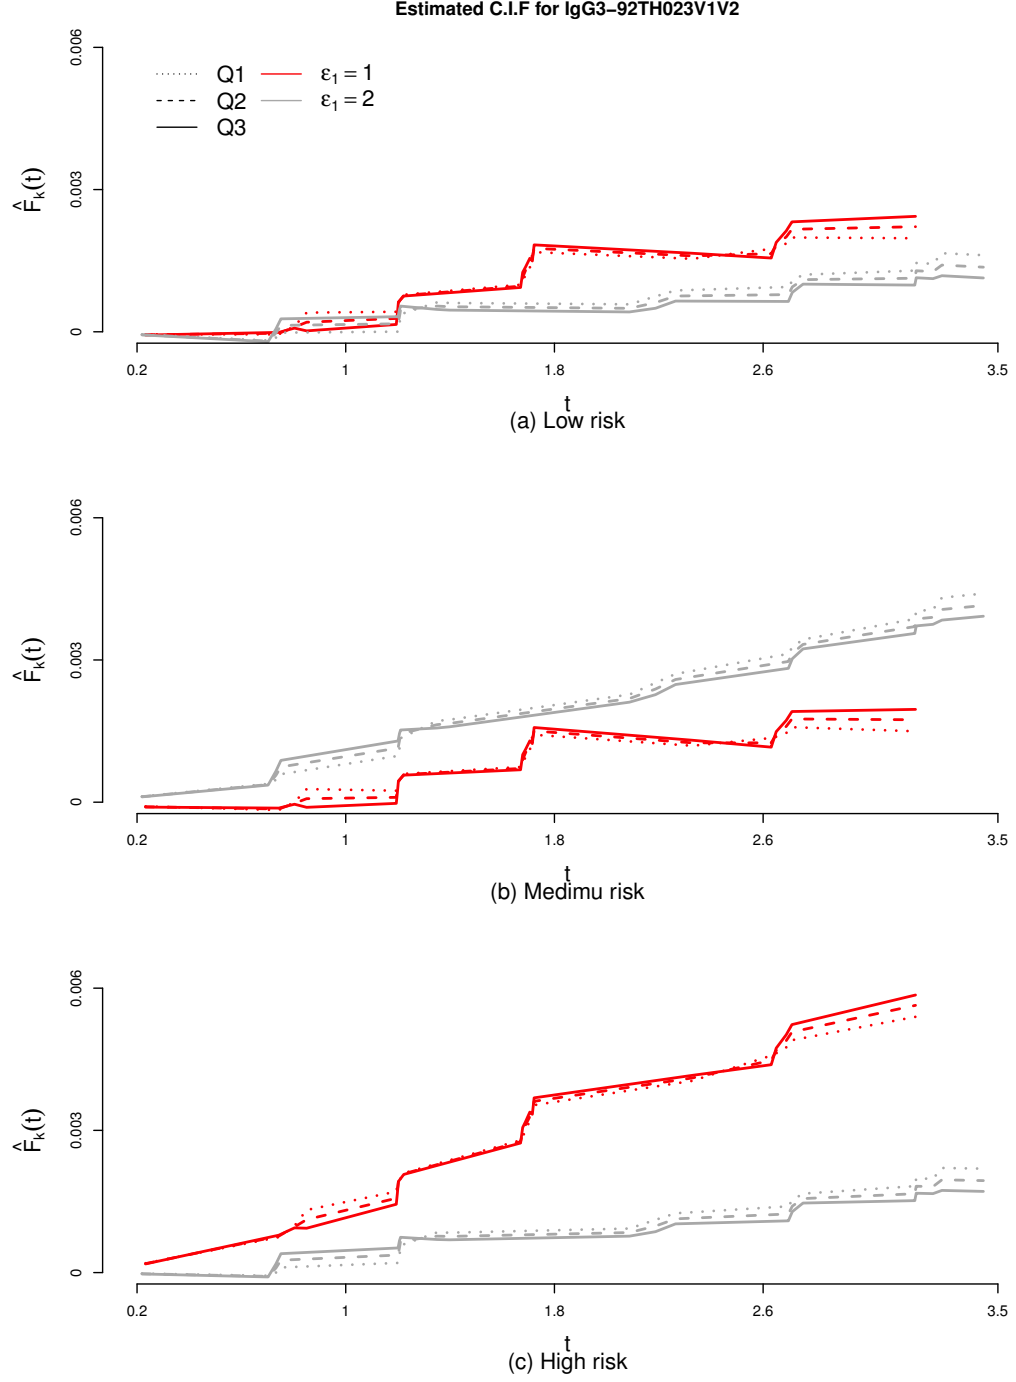 Estimated C.I.F for IgG3−92TH023V1V2
0.006
0.003
0
F̂k(t)
Q1 ε1 = 1
Q2 ε1 = 2
Q3
0.2 1 1.8 2.6 3.5
t
(a) Low risk
0.006
0.003
0
F̂k(t)
0.2 1 1.8 2.6 3.5
t
(b) Medimu risk
0.006
0.003
0
F̂k(t)
0.2 1 1.8 2.6 3.5
t
(c) High risk